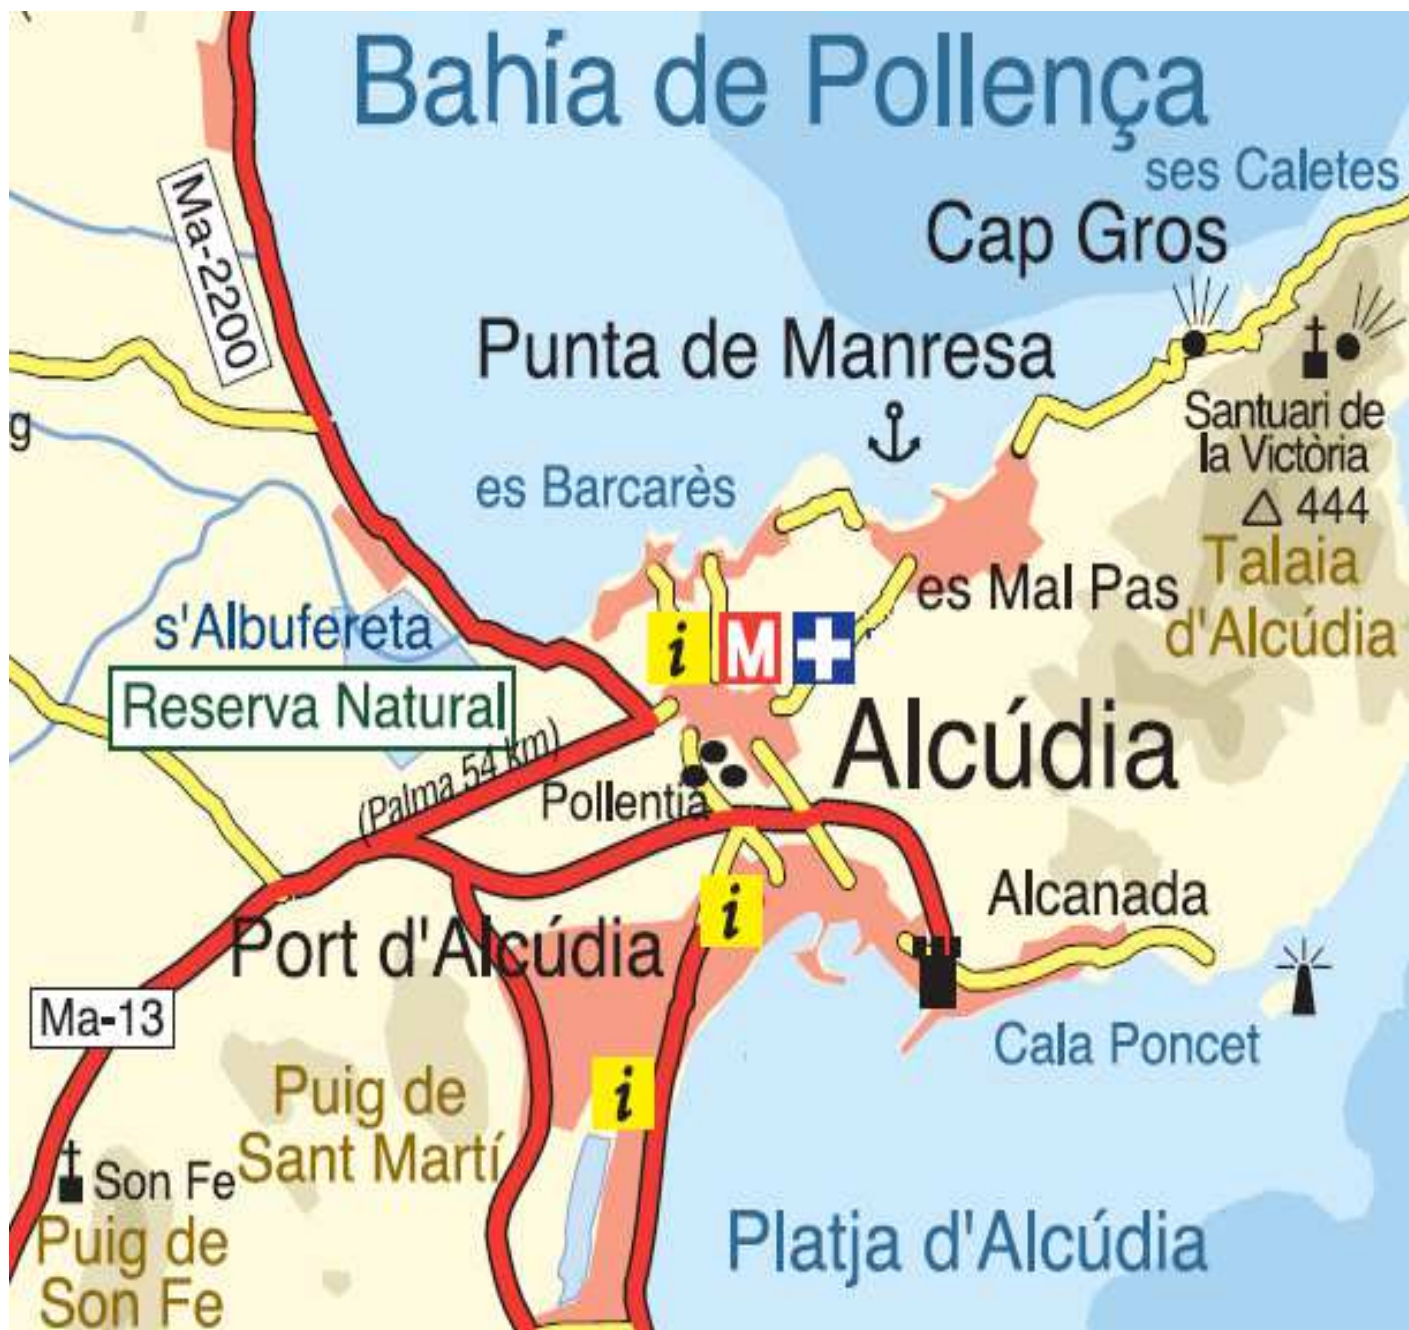 Bahía de Pollença
ses Caletes
Cap Gros
Ma-2200
Punta de Manresa
Santuari de
la Victòria
g
es Barcarès
△ 444
Talaia
d'Alcúdia
es Mal Pas
s'Albufereta
i
M
Reserva Natural
Alcúdia
(Palma 54 km)
Pollentia
Alcanada
i
Port d'Alcúdia
Ma-13
Cala Poncet
i
Puig de
Sant Martí
Son Fe
Puig de
Son Fe
Platja d'Alcúdia